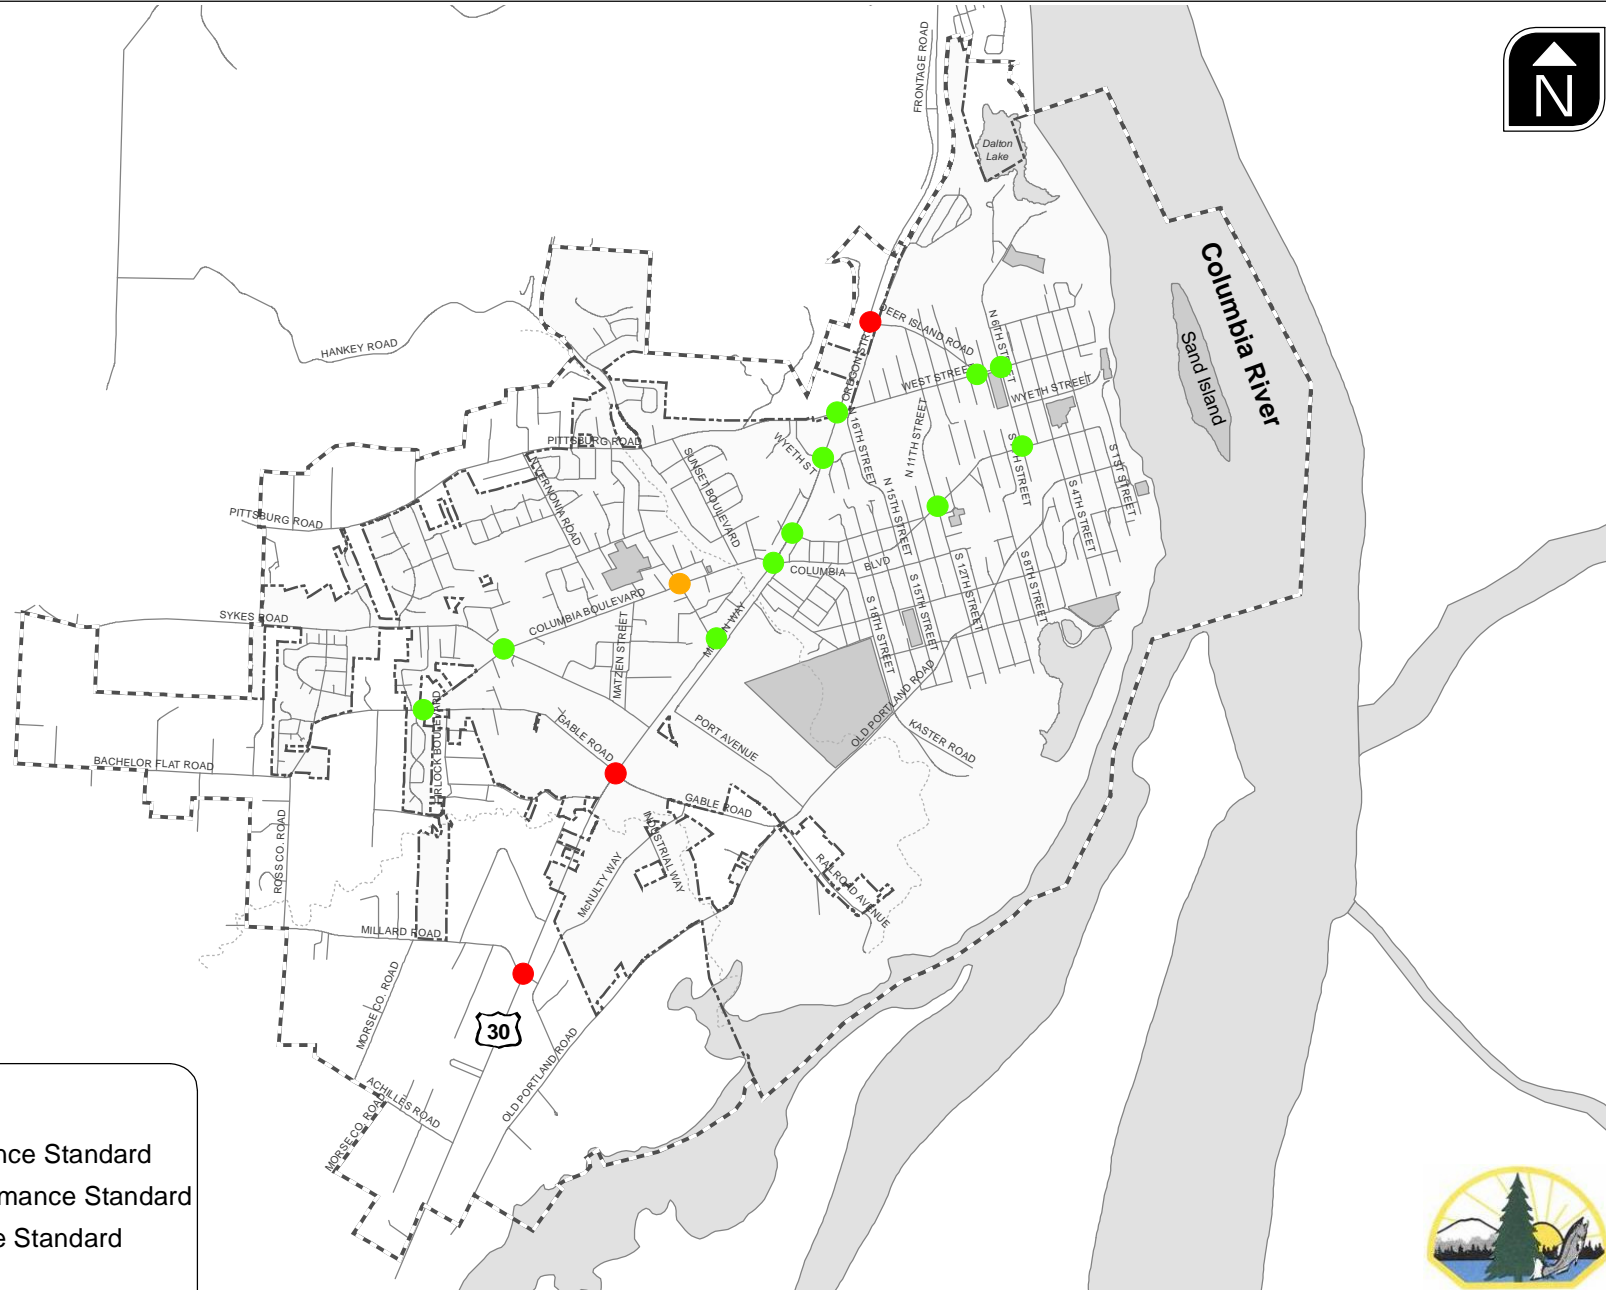 FRONTAGE ROAD
N
Dalton
Lake
Columbia River
Sand Island
HANKEY ROAD
DEER ISLAND ROAD
N 6TH STREET
WEST STREET
WYETH STREET
N 16TH STREET
N 11TH STREET
PITTSBURG ROAD
WYETH ST
SUNSET BOULEVARD
N VERNONIA ROAD
N 15TH STREET
S 1ST STREET
S 4TH STREET
PITTSBURG ROAD
COLUMBIA
BLVD
S 12TH STREET
S 8TH STREET
S 15TH STREET
S 18TH STREET
SYKES ROAD
COLUMBIA BOULEVARD
MATZEN STREET
GABLE ROAD
PORT AVENUE
OLD PORTLAND ROAD
KASTER ROAD
BACHELOR FLAT ROAD
GABLE ROAD
INDUSTRIAL WAY
RAILROAD AVENUE
ROSS CO. ROAD
McNULTY WAY
MILLARD ROAD
MORSE CO. ROAD
30
OLD PORTLAND ROAD
ACHILLES ROAD
MORSE CO. ROAD
nce Standard
mance Standard
e Standard